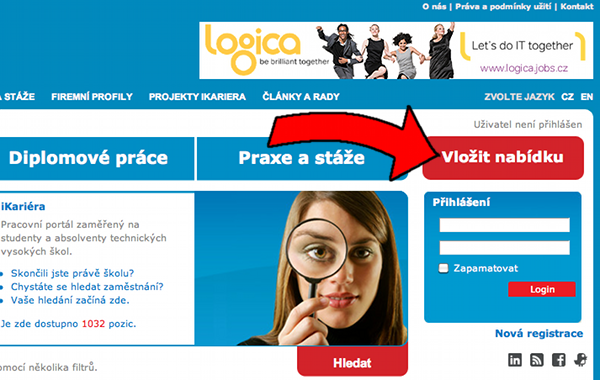 O nás | Práva a podmínky užití | Kontakt
logica
be brilliant together
Let's do IT together
www.logica.jobs.cz
A STÁŽE FIREMNÍ PROFILY PROJEKTY IKARIERA ČLÁNKY A RADY ZVOLTE JAZYK CZ EN
Uživatel není přihlášen
Diplomové práce Praxe a stáže Vložit nabídku
iKariéra
Pracovní portál zaměřený na
studenty a absolventy technických
vysokých škol.
Skončili jste právě školu?
Chystáte se hledat zaměstnání?
Vaše hledání začíná zde.
Je zde dostupno 1032 pozic.
Přihlášení
Zapamatovat
Login
Nová registrace
Hledat
pomocí několika filtrů.